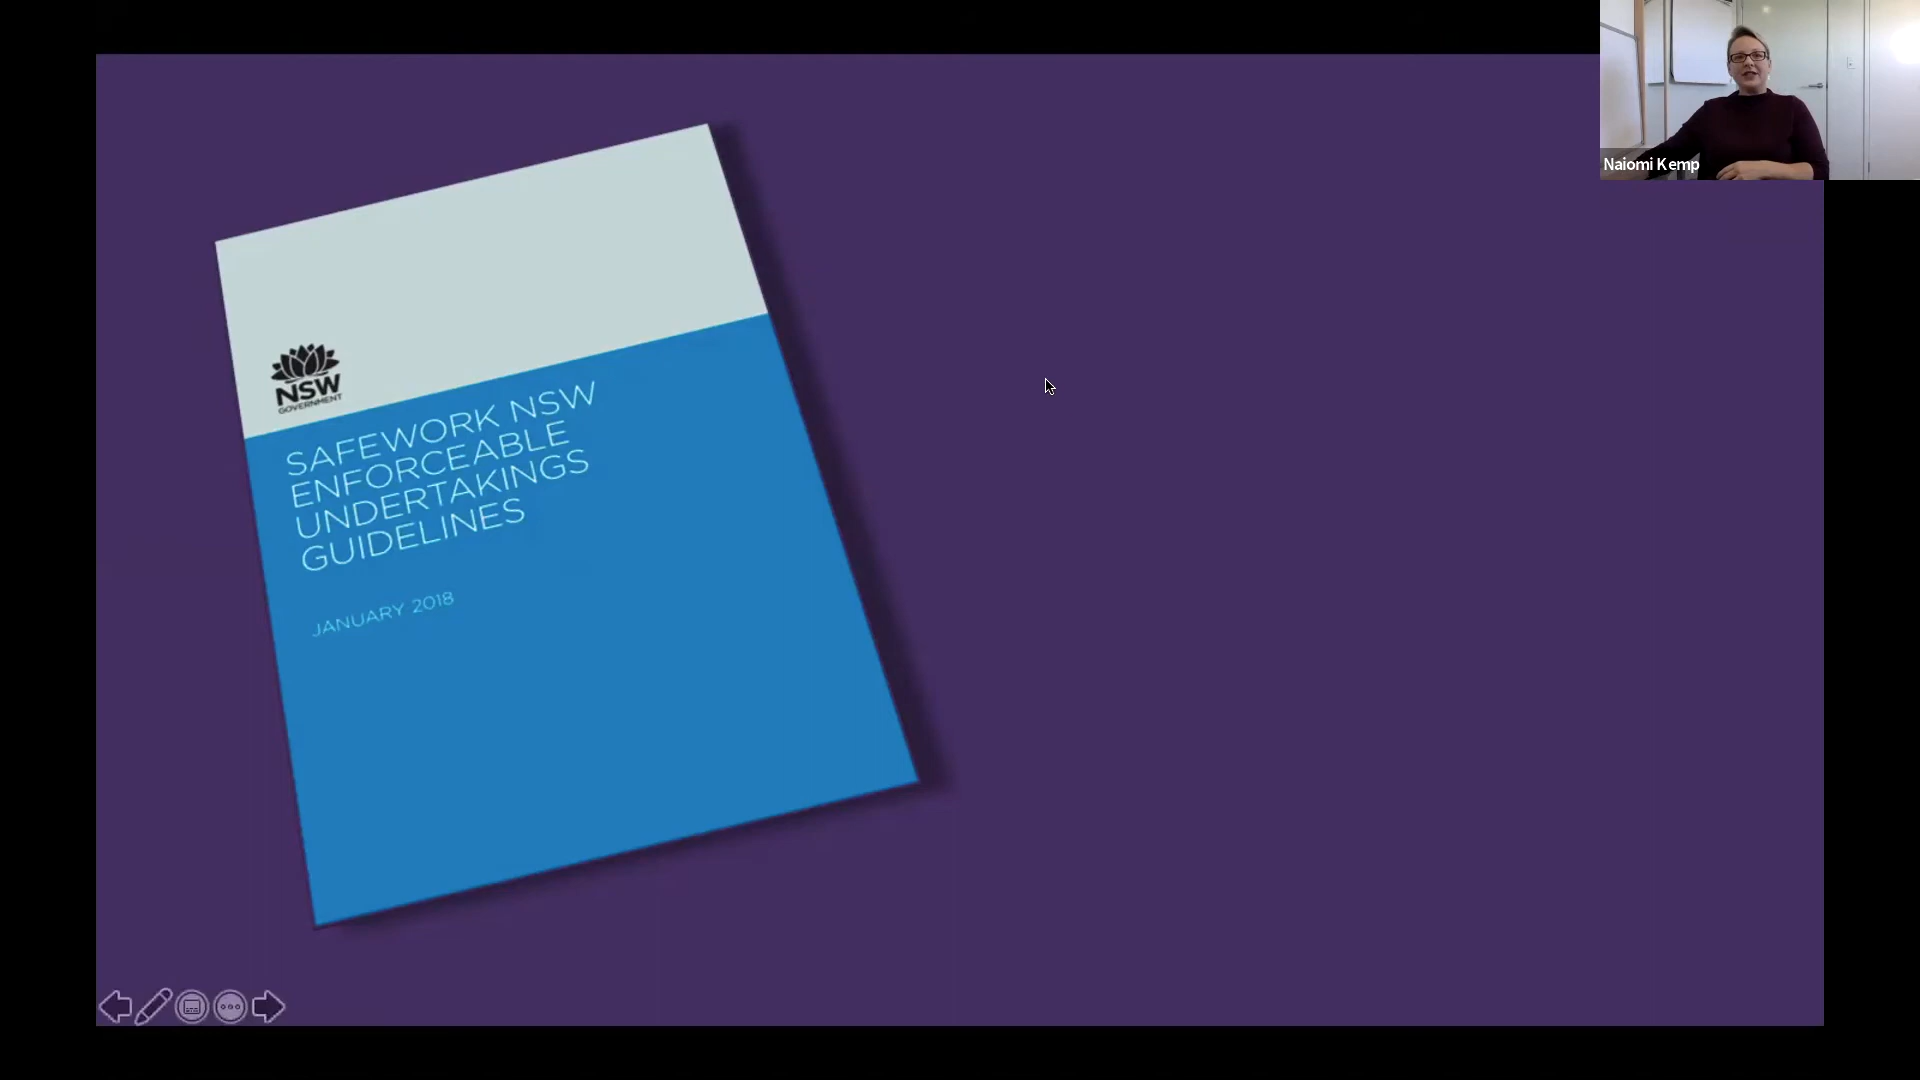 Naiomi Kemp
NSW
GOVERNMENT
SAFEWORK NSW
ENFORCEABLE
UNDERTAKINGS
GUIDELINES
JANUARY 2018